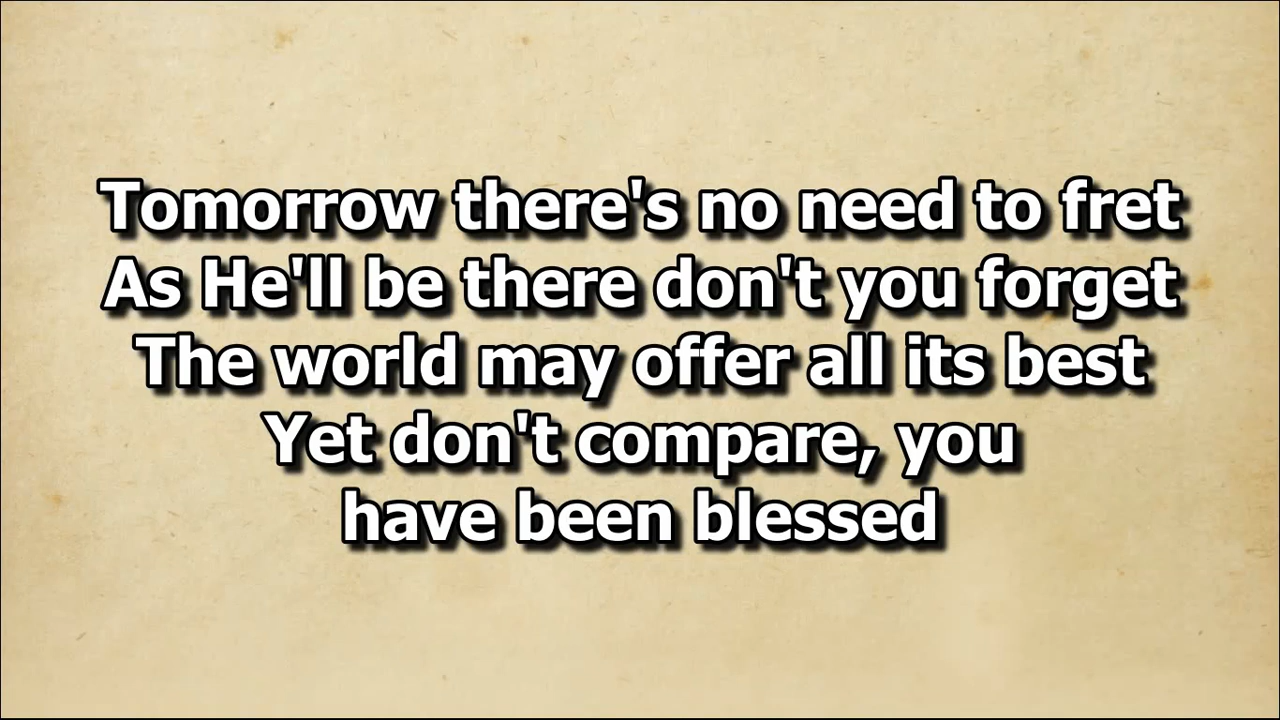 Tomorrow there's no need to fret
As He'll be there don't you forget
The world may offer all its best
Yet don't compare, you
have been blessed